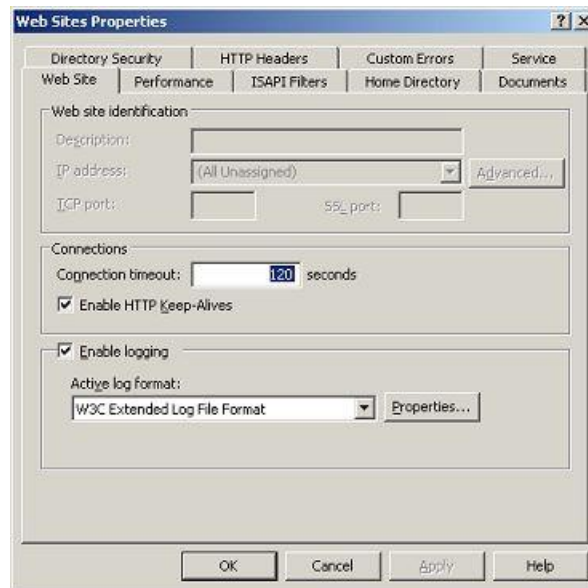 Web Sites Properties
Directory Security HTTP Headers Custom Errors Service
Web Site Performance ISAPI Filters Home Directory Documents
Web site identification
Description:
IP address: (All Unassigned) Advanced...
TCP port: SSL port:
Connections
Connection timeout: 120 seconds
Enable HTTP Keep-Alives
Enable logging
Active log format:
W3C Extended Log File Format Properties...
OK Cancel Apply Help